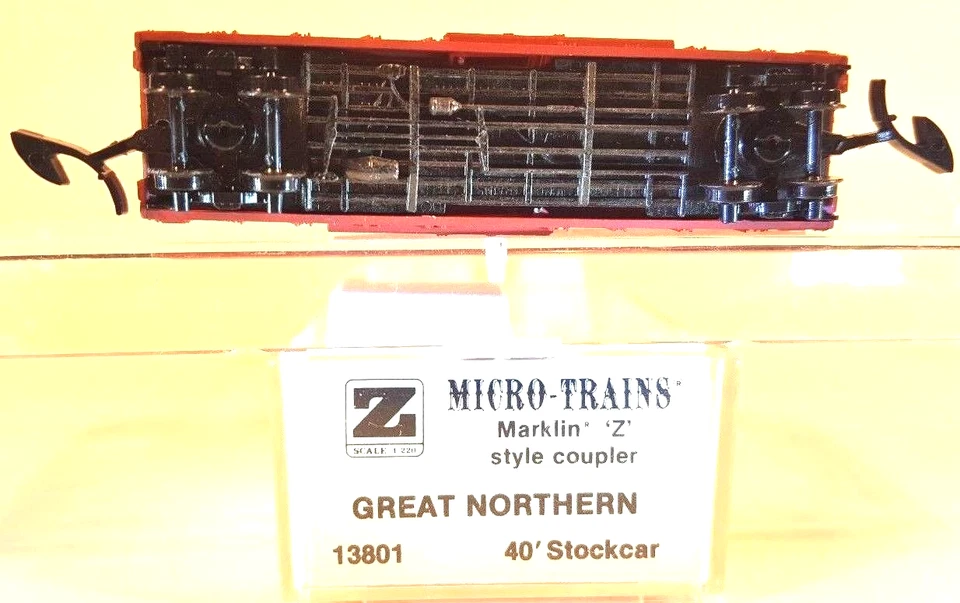 Z
SCALE 1:220
MICRO-TRAINS®
Marklin® 'Z'
style coupler
GREAT NORTHERN
13801 40' Stockcar